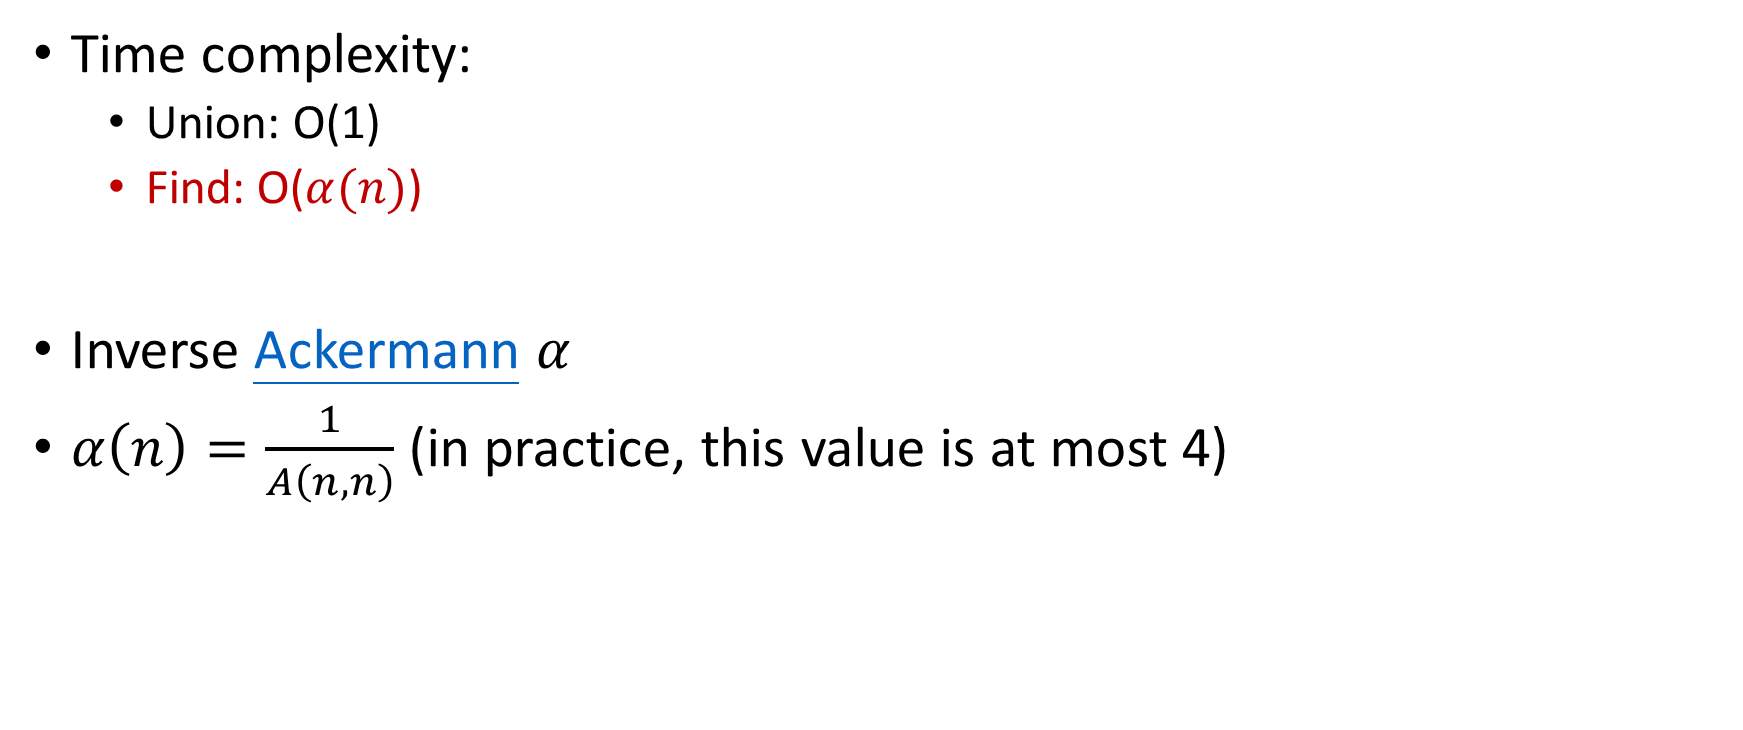 • Time complexity:
• Union: O(1)
• Find: O(𝛼(𝑛))
• Inverse Ackermann 𝛼
• 𝛼(𝑛) = 1/𝐴(𝑛,𝑛) (in practice, this value is at most 4)